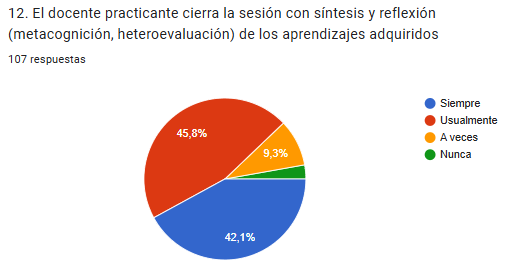 12. El docente practicante cierra la sesión con síntesis y reflexión
(metacognición, heteroevaluación) de los aprendizajes adquiridos
107 respuestas
Siempre
Usualmente
A veces
Nunca
45,8%
9,3%
42,1%